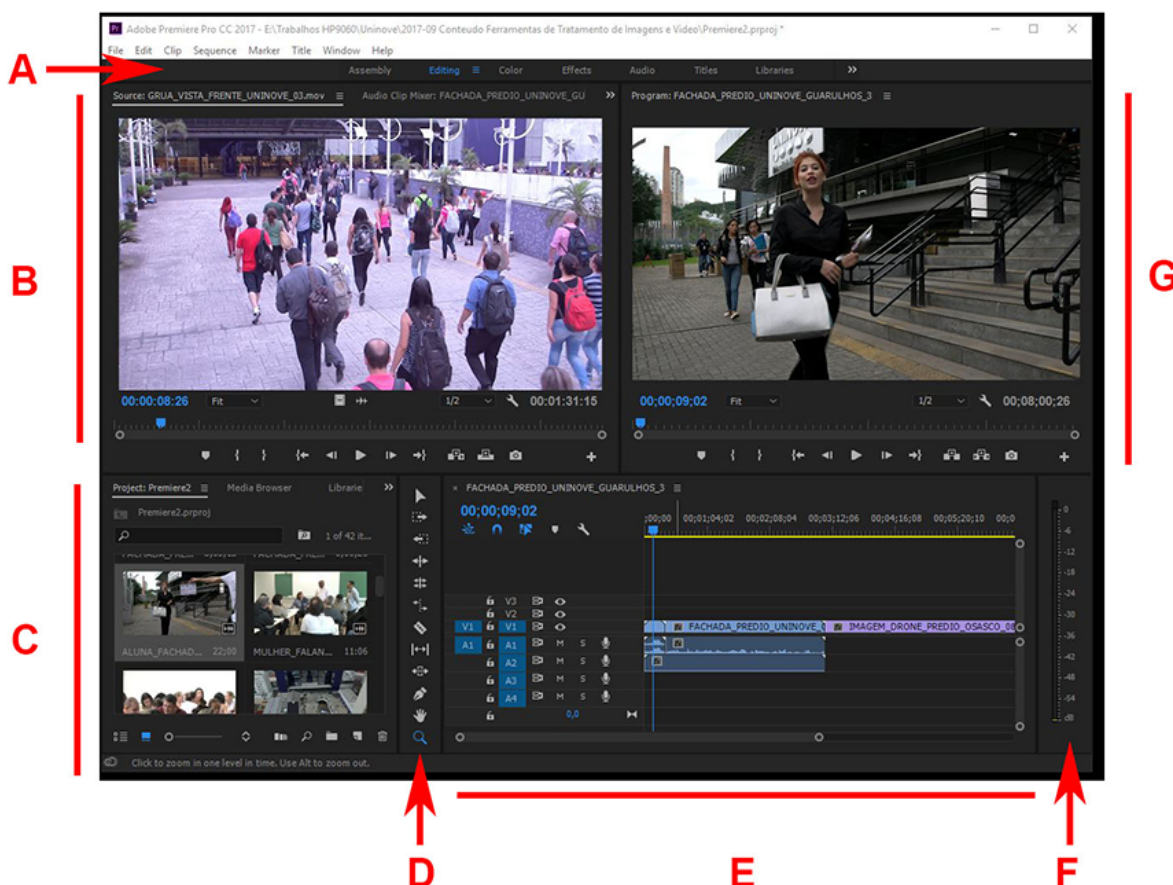 Pr Adobe Premiere Pro CC 2017 - E:\Trabalhos HP9060\Uninove\2017-09 Conteudo Ferramentas de Tratamento de Imagens e Video\Premiere2.prproj *
File Edit Clip Sequence Marker Title Window Help
A
Assembly Editing Color Effects Audio Titles Libraries
Source: GRUA_VISTA_FRENTE_UNINOVE_03.mov Audio Clip Mixer: FACHADA_PREDIO_UNINOVE_GU
Program: FACHADA_PREDIO_UNINOVE_GUARULHOS_3
B
G
00:00:08:26 Fit 1/2 00:01:31:15
00;00;09;02 Fit 1/2 00;08;00;26
Project: Premiere2 Media Browser Librarie
Premiere2.prproj
1 of 42 it...
ALUNA_FACHAD... 22;00 MULHER_FALAN... 11:06
C
FACHADA_PREDIO_UNINOVE_GUARULHOS_3
00;00;09;02
;00;00 00;01;04;02 00;02;08;04 00;03;12;06 00;04;16;08 00;05;20;10 00;0
V3
V2
V1 V1 FACHADA_PREDIO_UNINOVE_ IMAGEM_DRONE_PREDIO_OSASCO_08
A1 A1 M S
A2 M S
A3 M S
A4 M S
0,0
0
-6
-12
-18
-24
-30
-36
-42
-48
-54
dB
Click to zoom in one level in time. Use Alt to zoom out.
D
E
F